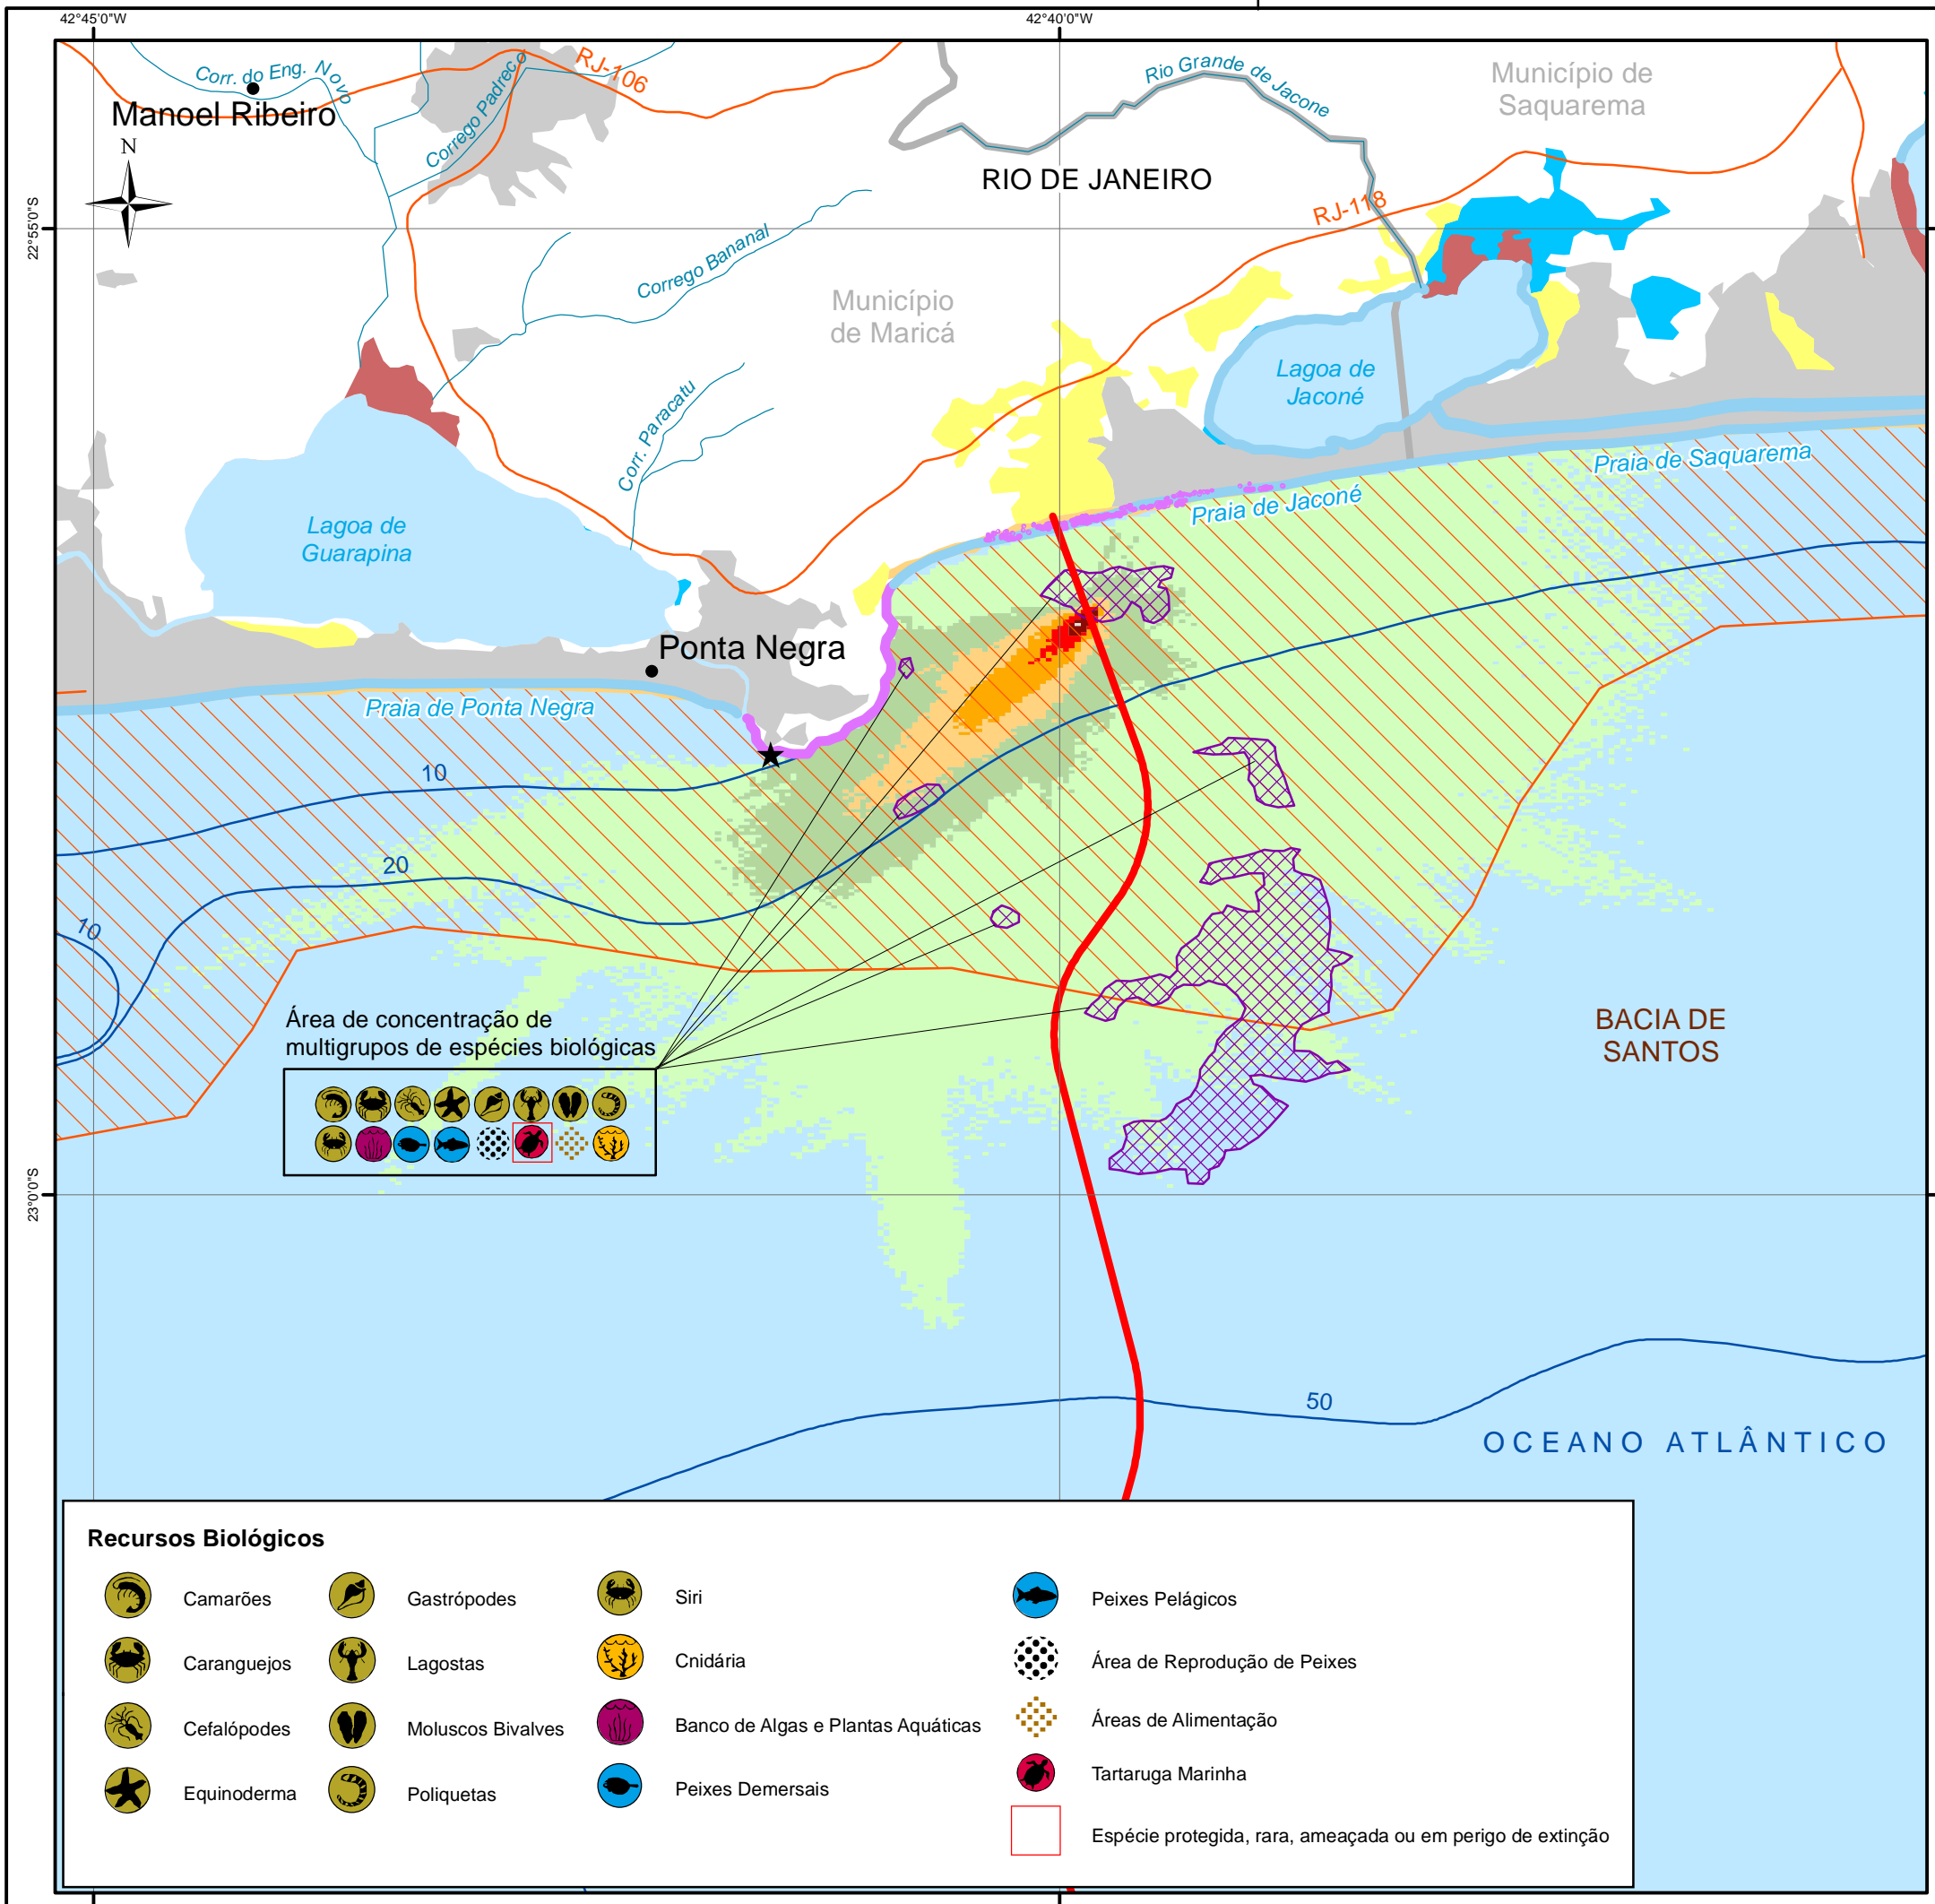 42°45'0"W
42°40'0"W
Corr. do Eng. Novo
Manoel Ribeiro
N
Corrego Padreco
RJ-106
Rio Grande de Jacone
Município de
Saquarema
RIO DE JANEIRO
RJ-118
22°55'0"S
Corrego Bananal
Município
de Maricá
Lagoa de
Jaconé
Corr. Paracatu
Praia de Saquarema
Praia de Jaconé
Lagoa de
Guarapina
Ponta Negra
Praia de Ponta Negra
10
20
10
Área de concentração de
multigrupos de espécies biológicas
BACIA DE
SANTOS
23°0'0"S
50
OCEANO ATLÂNTICO
Recursos Biológicos
Camarões
Caranguejos
Cefalópodes
Equinoderma
Gastrópodes
Lagostas
Moluscos Bivalves
Poliquetas
Siri
Cnidária
Banco de Algas e Plantas Aquáticas
Peixes Demersais
Peixes Pelágicos
Área de Reprodução de Peixes
Áreas de Alimentação
Tartaruga Marinha
Espécie protegida, rara, ameaçada ou em perigo de extinção